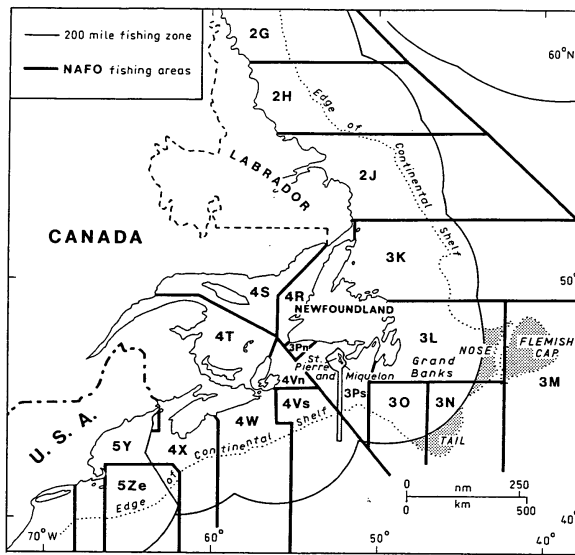 200 mile fishing zone
NAFO fishing areas
2G
60°N
2H
Edge of Continental Shelf
LABRADOR
2J
CANADA
3K
50°
4S
4R
NEWFOUNDLAND
4T
3Pn
3L
NOSE
FLEMISH
CAP
St.
Pierre
and
Miquelon
Grand
Banks
3M
4Vn
4Vs
3Ps
3O
3N
U.S.A.
4W
5Y
4X
TAIL
5Ze
Edge of Continental Shelf
0 nm 250
0 km 500
70°W
60°
50°
40°
40°